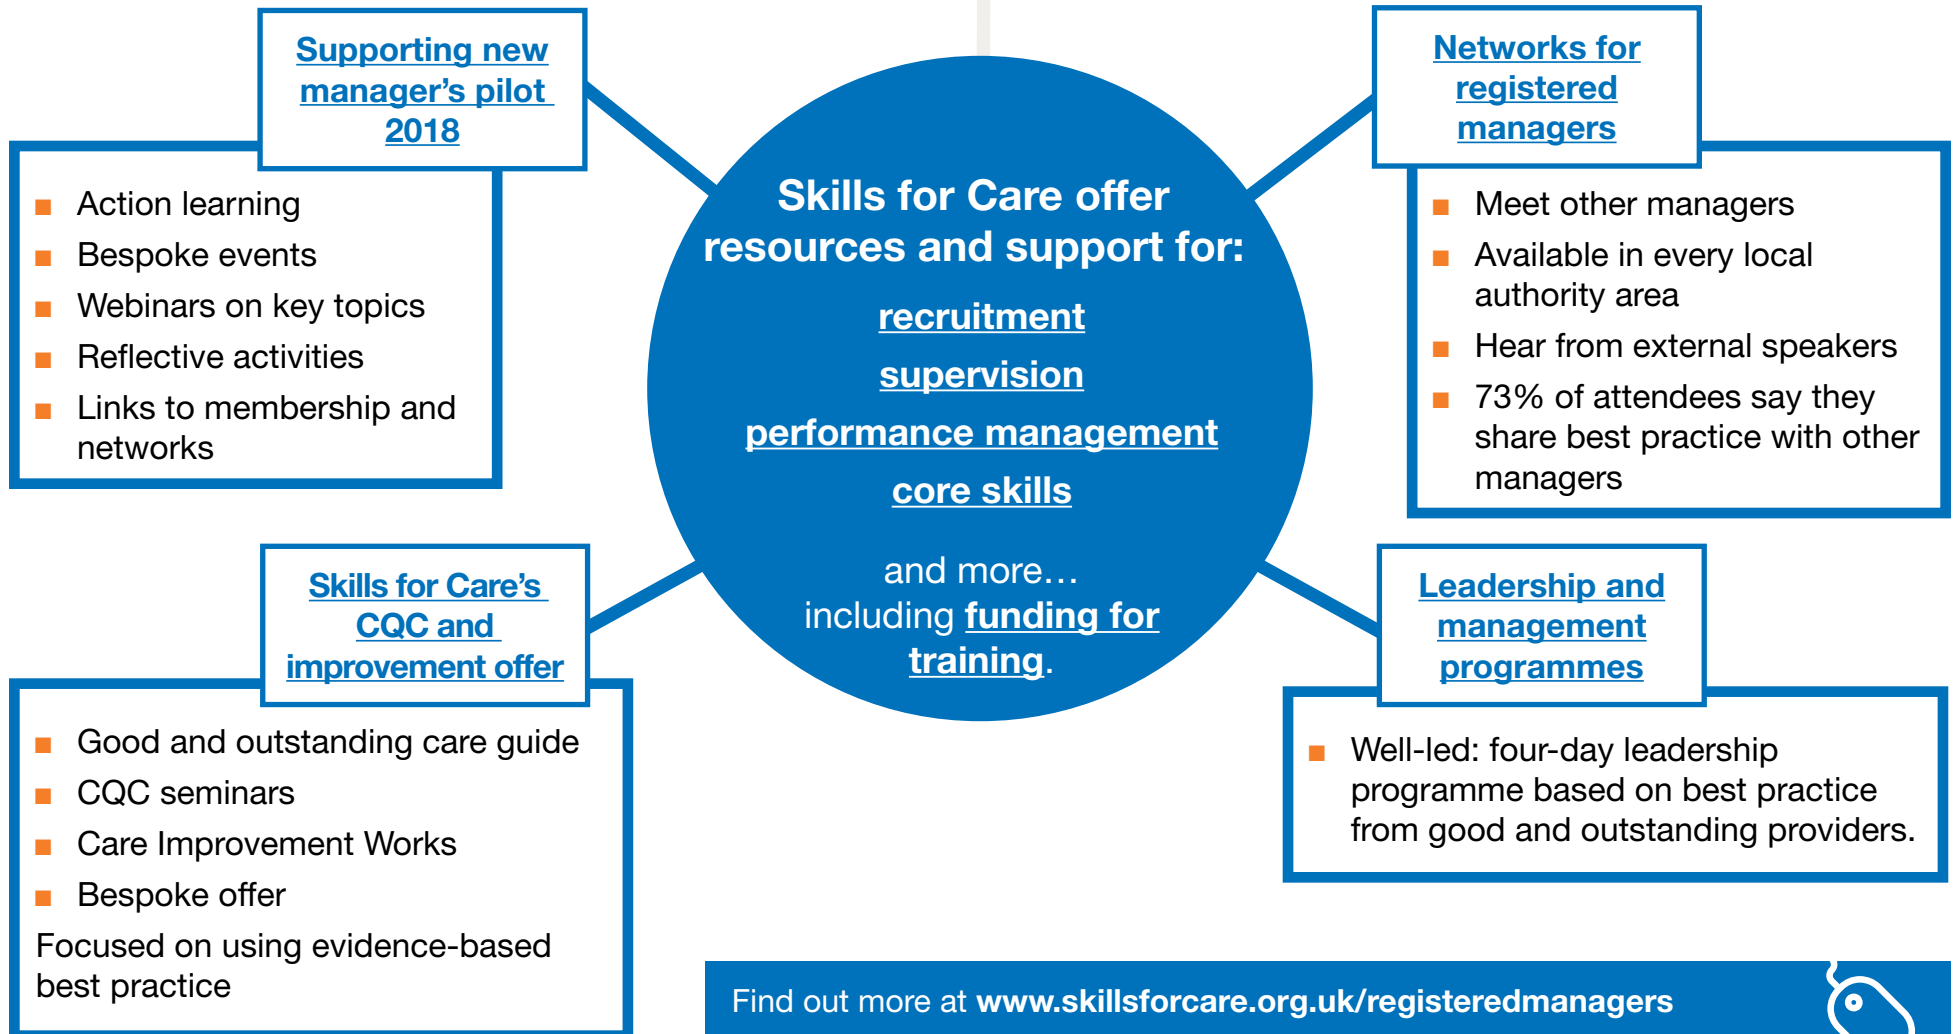 Supporting new
manager’s pilot
2018
■ Action learning
■ Bespoke events
■ Webinars on key topics
■ Reflective activities
■ Links to membership and
networks
Skills for Care offer
resources and support for:
recruitment
supervision
performance management
core skills
and more…
including funding for
training.
Networks for
registered
managers
■ Meet other managers
■ Available in every local
authority area
■ Hear from external speakers
■ 73% of attendees say they
share best practice with other
managers
Skills for Care’s
CQC and
improvement offer
■ Good and outstanding care guide
■ CQC seminars
■ Care Improvement Works
■ Bespoke offer
Focused on using evidence-based
best practice
Leadership and
management
programmes
■ Well-led: four-day leadership
programme based on best practice
from good and outstanding providers.
Find out more at www.skillsforcare.org.uk/registeredmanagers